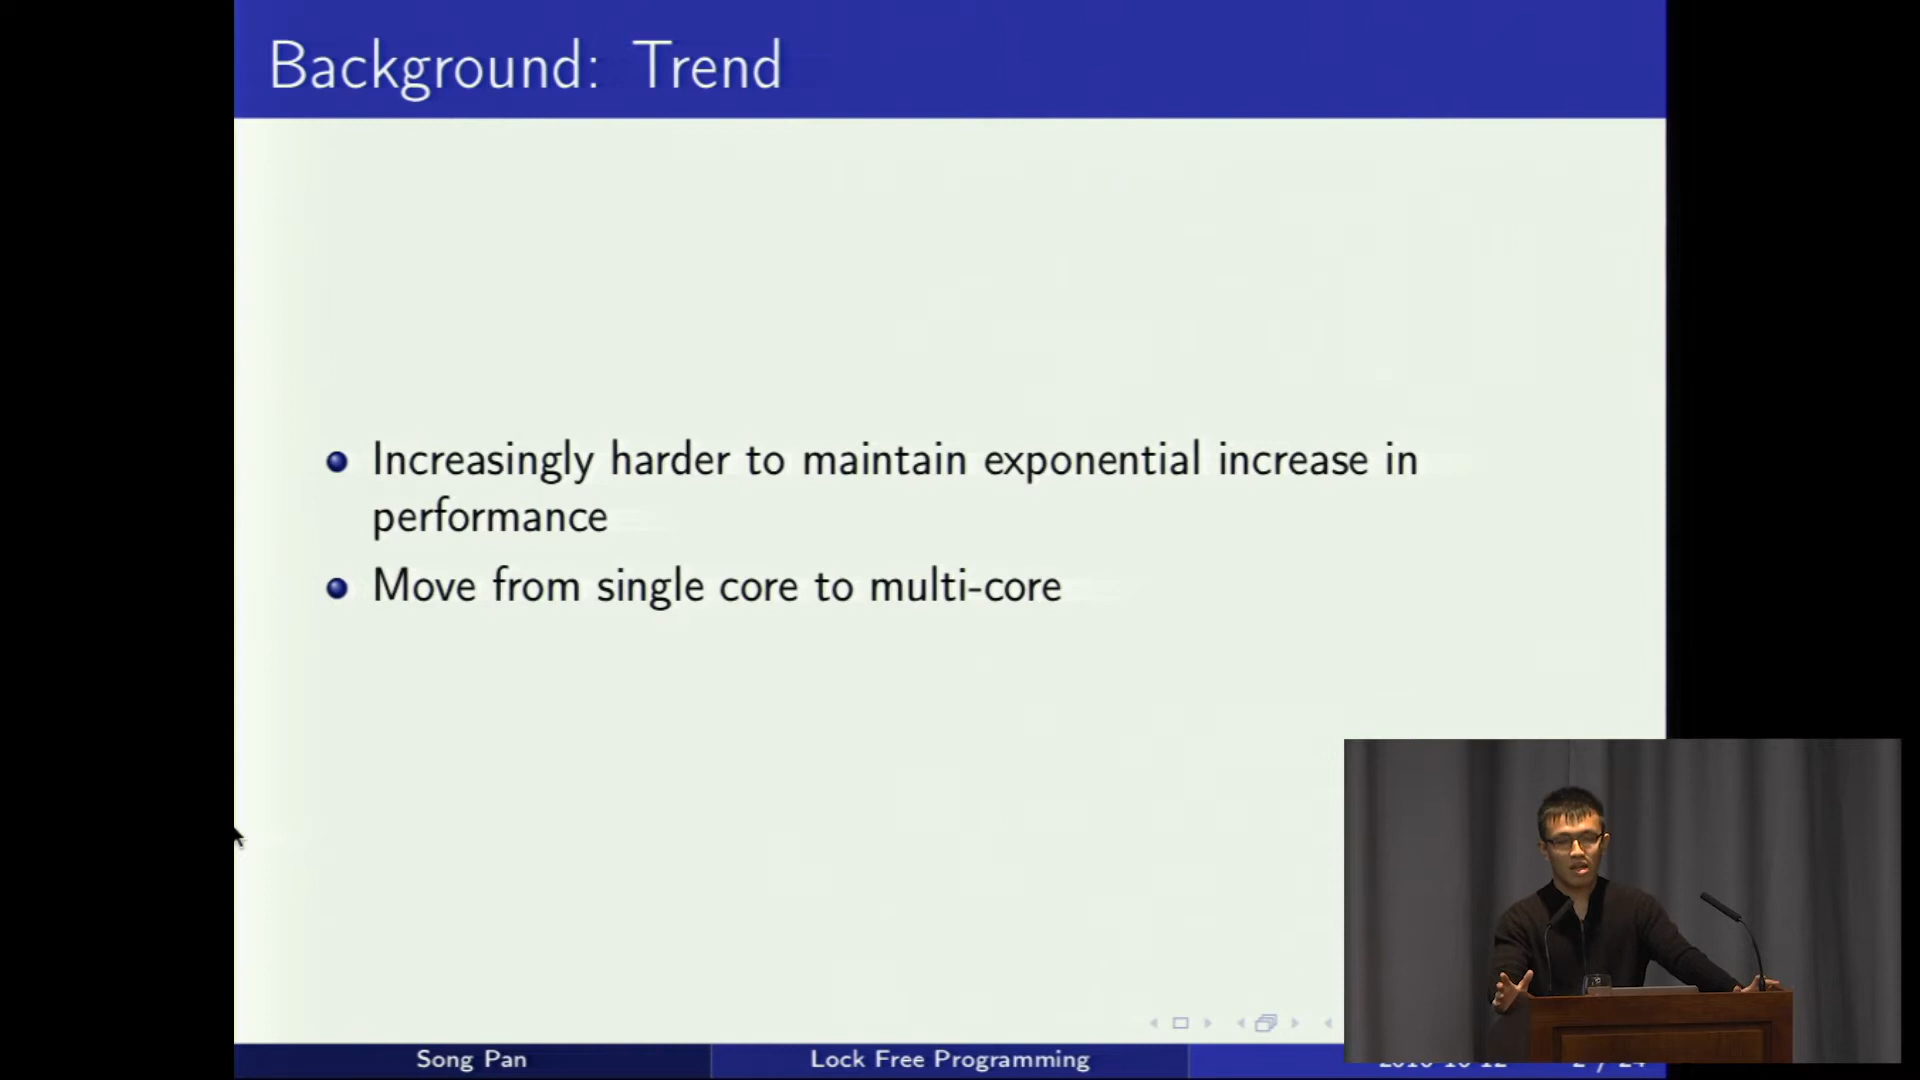 Background: Trend
Increasingly harder to maintain exponential increase in
performance
Move from single core to multi-core
Song Pan
Lock Free Programming